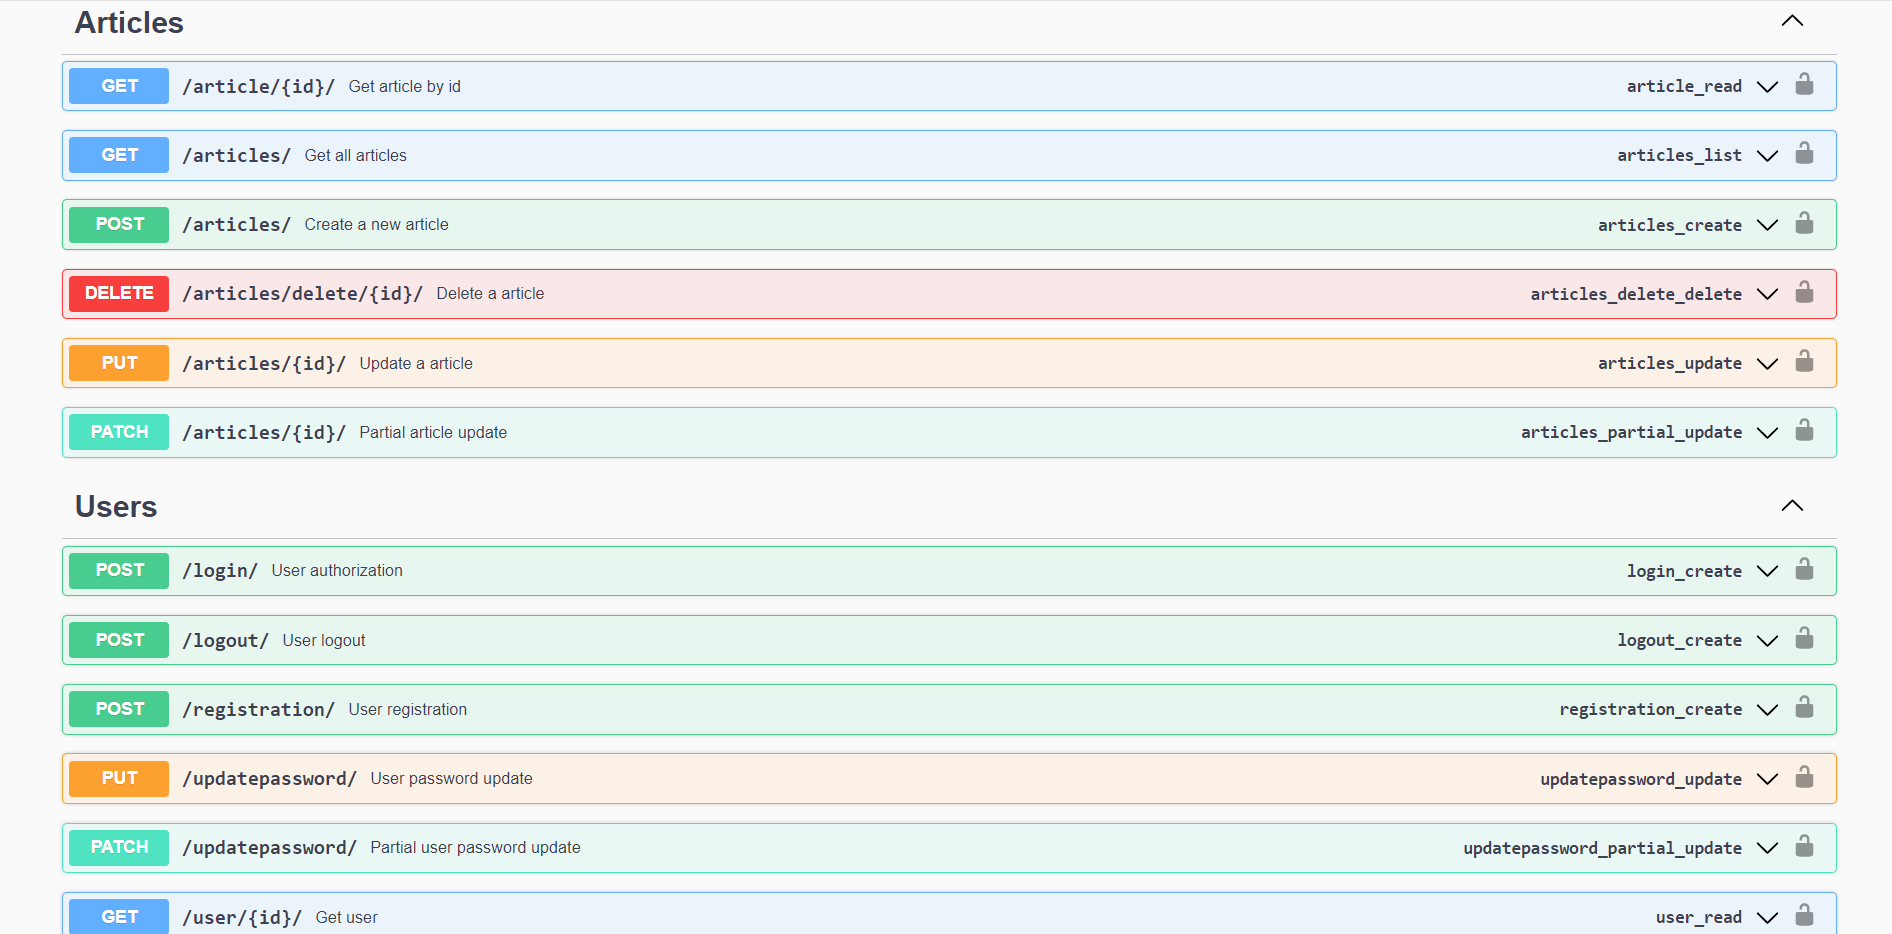 Articles
GET /article/{id}/ Get article by id article_read
GET /articles/ Get all articles articles_list
POST /articles/ Create a new article articles_create
DELETE /articles/delete/{id}/ Delete a article articles_delete_delete
PUT /articles/{id}/ Update a article articles_update
PATCH /articles/{id}/ Partial article update articles_partial_update
Users
POST /login/ User authorization login_create
POST /logout/ User logout logout_create
POST /registration/ User registration registration_create
PUT /updatepassword/ User password update updatepassword_update
PATCH /updatepassword/ Partial user password update updatepassword_partial_update
GET /user/{id}/ Get user user_read